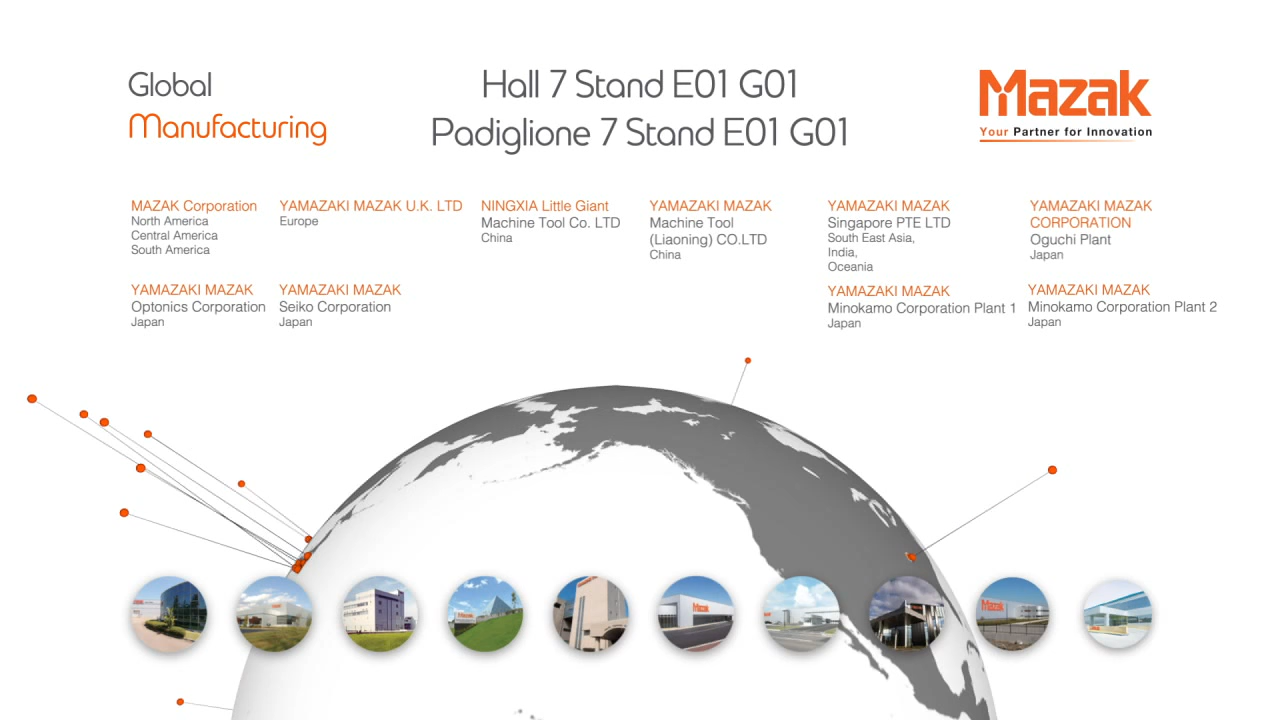 Global
Manufacturing
Hall 7 Stand E01 G01
Padiglione 7 Stand E01 G01
Mazak
Your Partner for Innovation
MAZAK Corporation
North America
Central America
South America
YAMAZAKI MAZAK U.K. LTD
Europe
NINGXIA Little Giant
Machine Tool Co. LTD
China
YAMAZAKI MAZAK
Machine Tool
(Liaoning) CO.LTD
China
YAMAZAKI MAZAK
Singapore PTE LTD
South East Asia,
India,
Oceania
YAMAZAKI MAZAK
CORPORATION
Oguchi Plant
Japan
YAMAZAKI MAZAK
Optonics Corporation
Japan
YAMAZAKI MAZAK
Seiko Corporation
Japan
YAMAZAKI MAZAK
Minokamo Corporation Plant 1
Japan
YAMAZAKI MAZAK
Minokamo Corporation Plant 2
Japan
Mazak
Mazak
Mazak